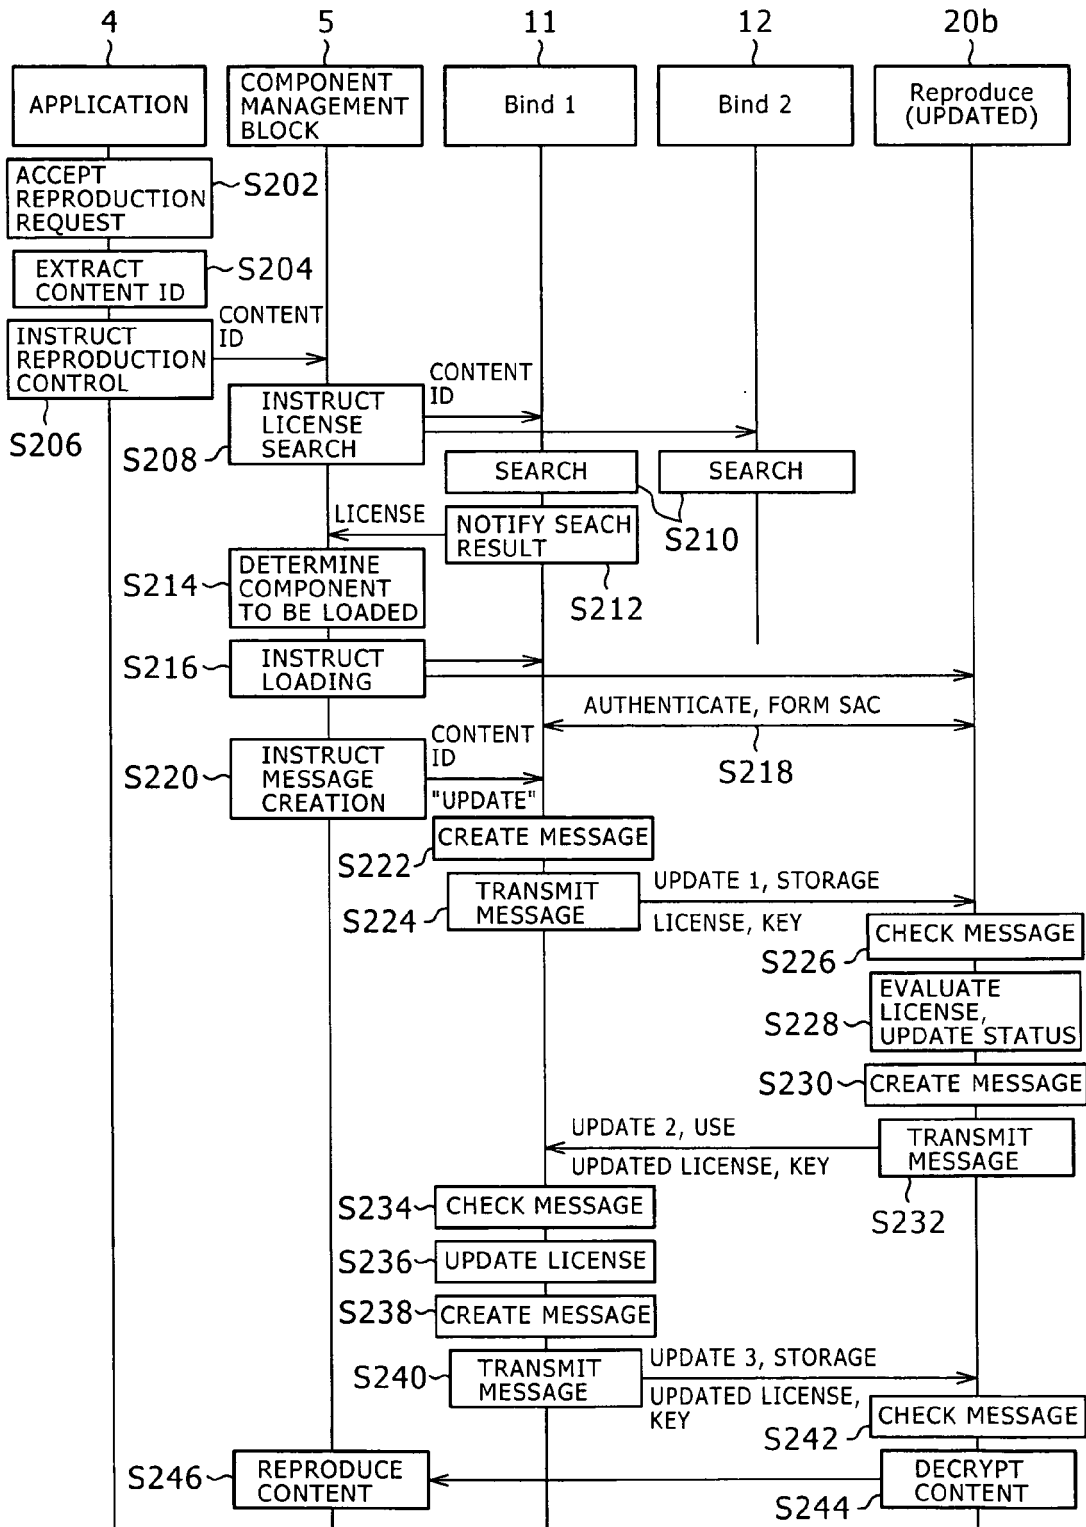 4
5
11
12
20b
APPLICATION
COMPONENT
MANAGEMENT
BLOCK
Bind 1
Bind 2
Reproduce
(UPDATED)
ACCEPT
REPRODUCTION
REQUEST
S202
EXTRACT
CONTENT ID
S204
INSTRUCT
REPRODUCTION
CONTROL
S206
CONTENT
ID
INSTRUCT
LICENSE
SEARCH
S208
CONTENT
ID
SEARCH
SEARCH
S210
NOTIFY SEACH
RESULT
S212
LICENSE
DETERMINE
COMPONENT
TO BE LOADED
S214
INSTRUCT
LOADING
S216
AUTHENTICATE, FORM SAC
S218
INSTRUCT
MESSAGE
CREATION
S220
CONTENT
ID
"UPDATE"
CREATE MESSAGE
S222
TRANSMIT
MESSAGE
S224
UPDATE 1, STORAGE
LICENSE, KEY
CHECK MESSAGE
S226
EVALUATE
LICENSE,
UPDATE STATUS
S228
CREATE MESSAGE
S230
TRANSMIT
MESSAGE
S232
UPDATE 2, USE
UPDATED LICENSE, KEY
CHECK MESSAGE
S234
UPDATE LICENSE
S236
CREATE MESSAGE
S238
TRANSMIT
MESSAGE
S240
UPDATE 3, STORAGE
UPDATED LICENSE,
KEY
CHECK MESSAGE
S242
DECRYPT
CONTENT
S244
REPRODUCE
CONTENT
S246